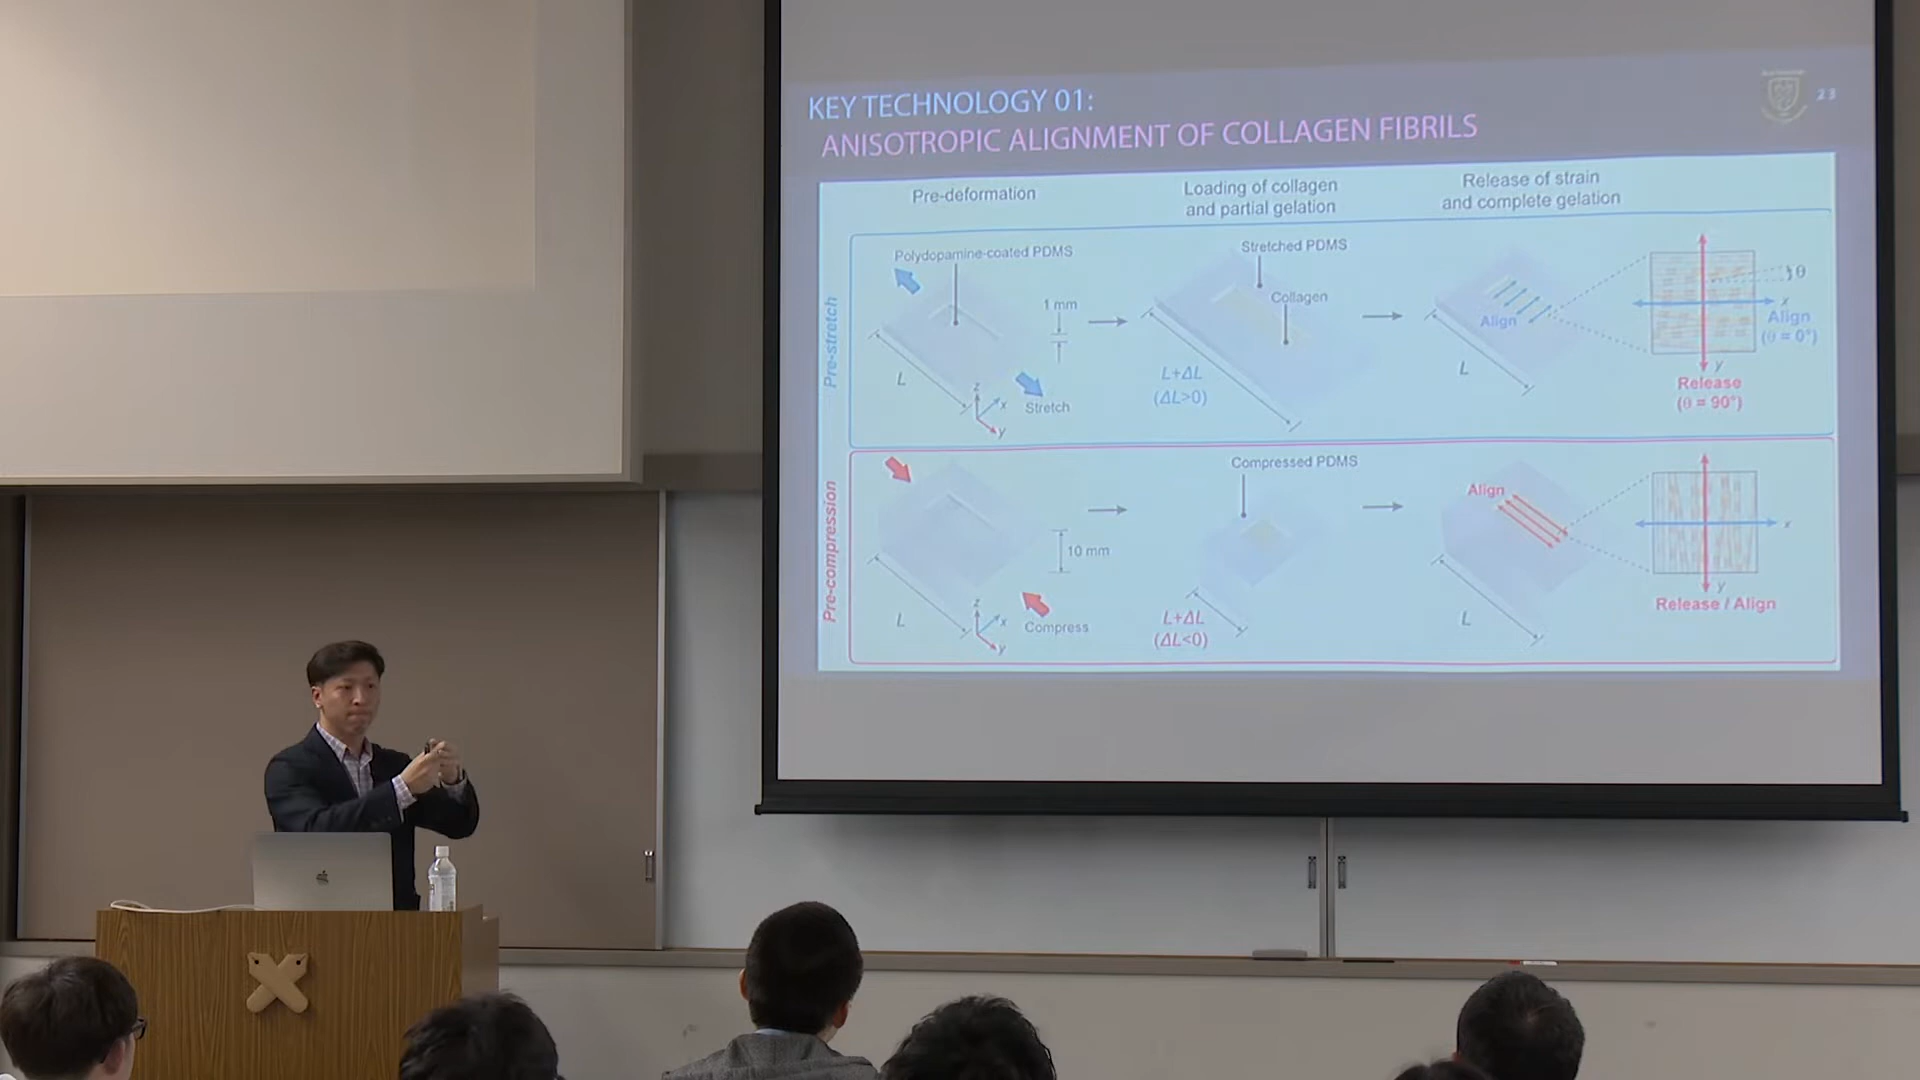 KEY TECHNOLOGY 01:
23
ANISOTROPIC ALIGNMENT OF COLLAGEN FIBRILS
Pre-deformation
Loading of collagen
and partial gelation
Release of strain
and complete gelation
Pre-stretch
Polydopamine-coated PDMS
1 mm
L
Stretch
z
x
y
Stretched PDMS
Collagen
L+ΔL
(ΔL>0)
Align
L
θ
x
Align
(θ = 0°)
y
Release
(θ = 90°)
Pre-compression
10 mm
L
Compress
z
x
y
Compressed PDMS
L+ΔL
(ΔL<0)
Align
L
x
y
Release / Align